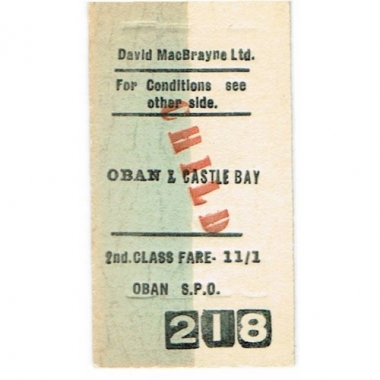 David MacBrayne Ltd.
For Conditions see
other side.
CHILD
OBAN & CASTLE BAY
2nd. CLASS FARE- 11/1
OBAN S.P.O.
218